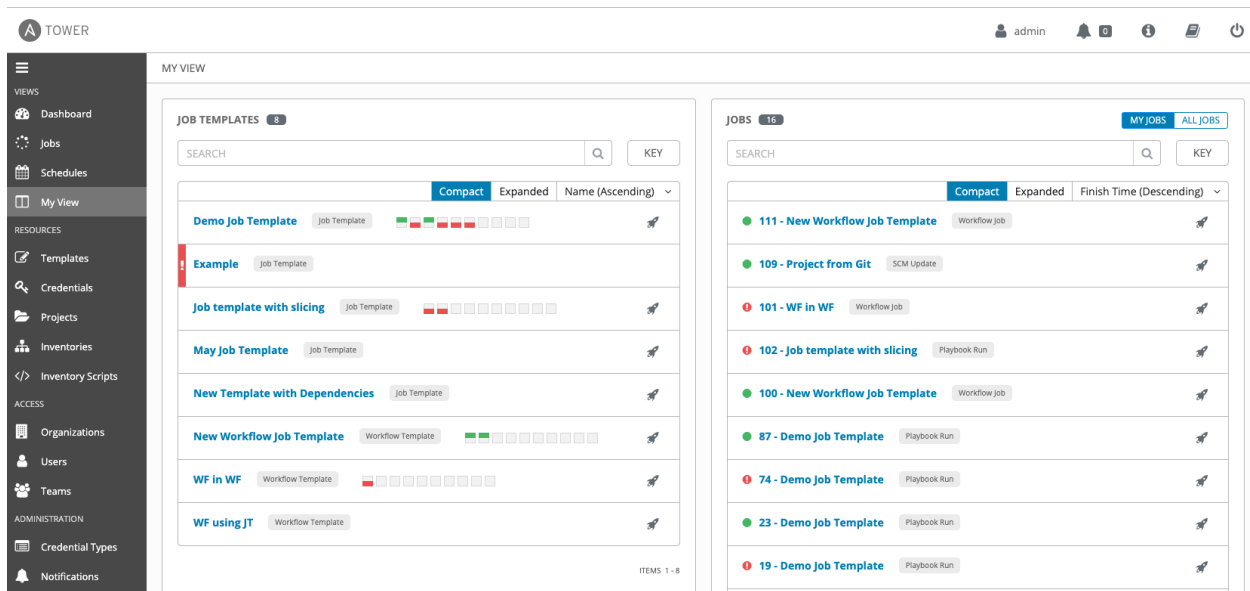 A TOWER
admin
0
VIEWS
Dashboard
Jobs
Schedules
My View
RESOURCES
Templates
Credentials
Projects
Inventories
Inventory Scripts
ACCESS
Organizations
Users
Teams
ADMINISTRATION
Credential Types
Notifications
MY VIEW
JOB TEMPLATES 8
SEARCH KEY
Compact Expanded Name (Ascending)
Demo Job Template Job Template
Example Job Template
Job template with slicing Job Template
May Job Template Job Template
New Template with Dependencies Job Template
New Workflow Job Template Workflow Template
WF in WF Workflow Template
WF using JT Workflow Template
ITEMS 1 - 8
JOBS 16 MY JOBS ALL JOBS
SEARCH KEY
Compact Expanded Finish Time (Descending)
111 - New Workflow Job Template Workflow Job
109 - Project from Git SCM Update
101 - WF in WF Workflow Job
102 - Job template with slicing Playbook Run
100 - New Workflow Job Template Workflow Job
87 - Demo Job Template Playbook Run
74 - Demo Job Template Playbook Run
23 - Demo Job Template Playbook Run
19 - Demo Job Template Playbook Run